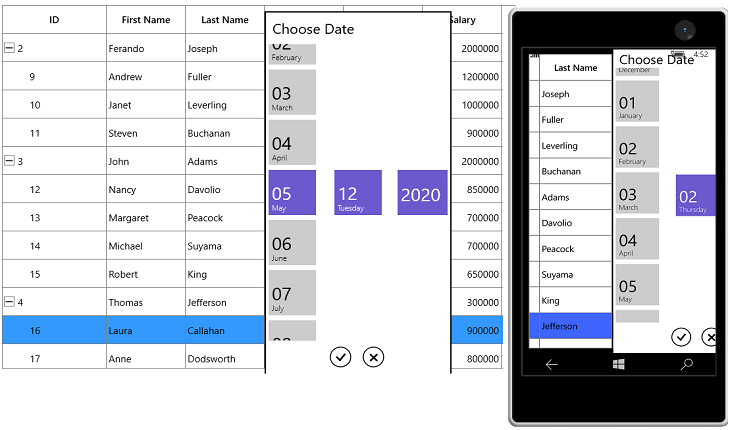 ID First Name Last Name Salary
2 Ferando Joseph 2000000
9 Andrew Fuller 1200000
10 Janet Leverling 1000000
11 Steven Buchanan 900000
3 John Adams 2000000
12 Nancy Davolio 850000
13 Margaret Peacock 700000
14 Michael Suyama 700000
15 Robert King 650000
4 Thomas Jefferson 300000
16 Laura Callahan 900000
17 Anne Dodsworth 800000
Choose Date
02
February
03
March
04
April
05 12 2020
May Tuesday
06
June
07
July
08
4:52
Choose Date
Last Name
Joseph
Fuller
Leverling
Buchanan
Adams
Davolio
Peacock
Suyama
King
Jefferson
December
01
January
02
February
03
March
02
Thursday
04
April
05
May